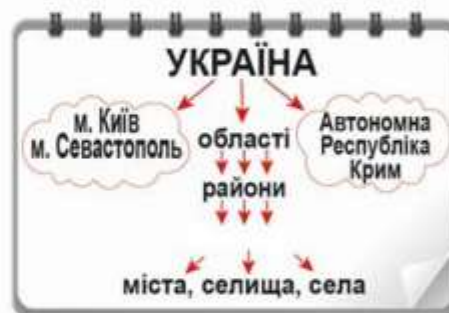 УКРАЇНА
м. Київ
м. Севастополь
області
Автономна
Республіка
Крим
райони
міста, селища, села